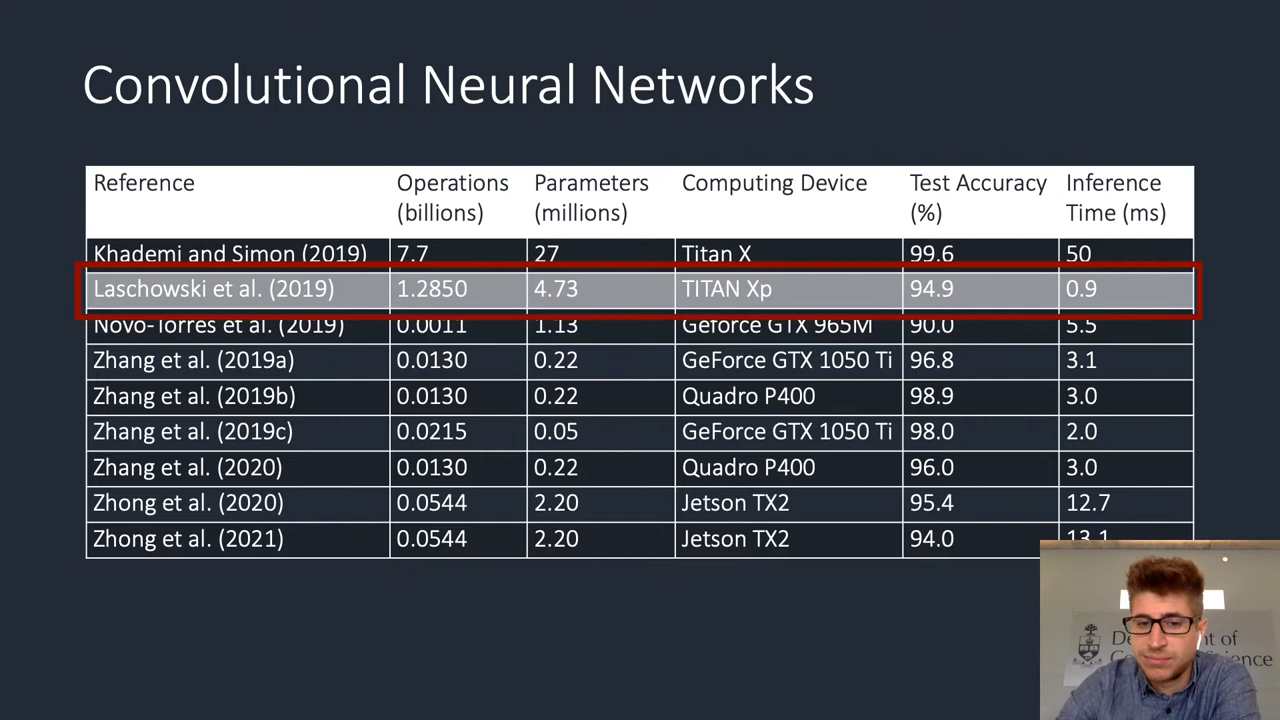 Convolutional Neural Networks
Reference Operations (billions) Parameters (millions) Computing Device Test Accuracy (%) Inference Time (ms)
Khademi and Simon (2019) 7.7 27 Titan X 99.6 50
Laschowski et al. (2019) 1.2850 4.73 TITAN Xp 94.9 0.9
Novo-Torres et al. (2019) 0.0011 1.13 Geforce GTX 965M 90.0 5.5
Zhang et al. (2019a) 0.0130 0.22 GeForce GTX 1050 Ti 96.8 3.1
Zhang et al. (2019b) 0.0130 0.22 Quadro P400 98.9 3.0
Zhang et al. (2019c) 0.0215 0.05 GeForce GTX 1050 Ti 98.0 2.0
Zhang et al. (2020) 0.0130 0.22 Quadro P400 96.0 3.0
Zhong et al. (2020) 0.0544 2.20 Jetson TX2 95.4 12.7
Zhong et al. (2021) 0.0544 2.20 Jetson TX2 94.0 13.1
of
Science